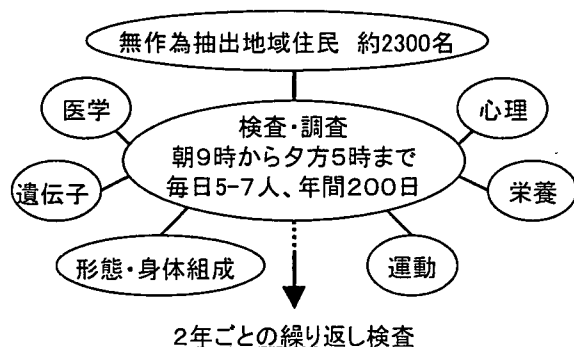 無作為抽出地域住民 約2300名
医学
心理
検査・調査
朝9時から夕方5時まで
毎日5-7人、年間200日
遺伝子
栄養
形態・身体組成
運動
2年ごとの繰り返し検査